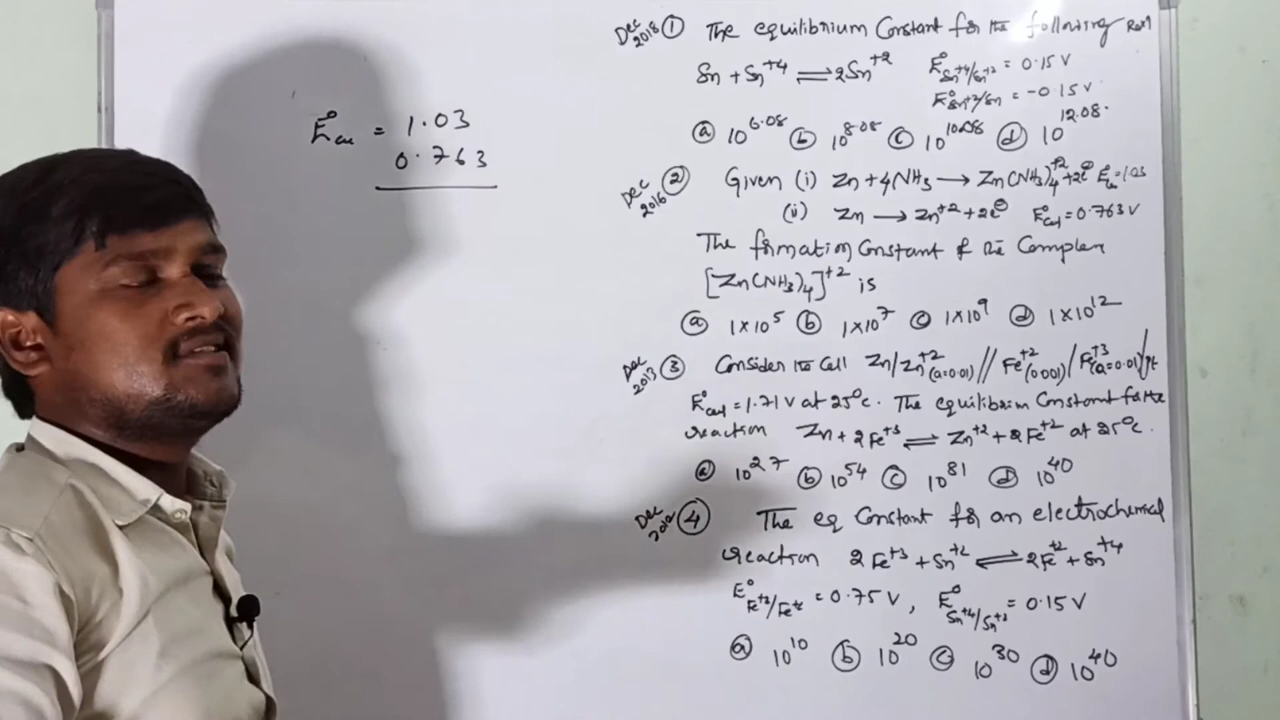 E°cell = 1.03
0.763
Dec 2018 ① The equilibrium Constant for the following Rxn
Sn + Sn+4 ⇌ 2Sn+2 E°Sn+4/Sn+2 = 0.15 V
E°Sn+2/Sn = -0.15 V
ⓐ 10^6.08 ⓑ 10^8.08 ⓒ 10^10.08 ⓓ 10^12.08
Dec 2016 ② Given (i) Zn + 4NH3 → Zn(NH3)4+2 + 2e⊖ E° = 1.03
(ii) Zn → Zn+2 + 2e⊖ E°cell = 0.763 V
The formation Constant of the Complex
[Zn(NH3)4]+2 is
ⓐ 1×10^5 ⓑ 1×10^7 ⓒ 1×10^9 ⓓ 1×10^12
Dec 2013 ③ Consider the Cell Zn/Zn+2(a=0.01) // Fe+2(0.001) / Fe+3(a=0.01) / Pt
E°cell = 1.71 V at 25°c. The equilibrium Constant for the
reaction Zn + 2Fe+3 ⇌ Zn+2 + 2Fe+2 at 25°c.
ⓐ 10^27 ⓑ 10^54 ⓒ 10^81 ⓓ 10^40
Dec ④ The eq Constant for an electrochemical
reaction 2Fe+3 + Sn+2 ⇌ 2Fe+2 + Sn+4
E°Fe+3/Fe+2 = 0.75 V, E°Sn+4/Sn+2 = 0.15 V
ⓐ 10^10 ⓑ 10^20 ⓒ 10^30 ⓓ 10^40